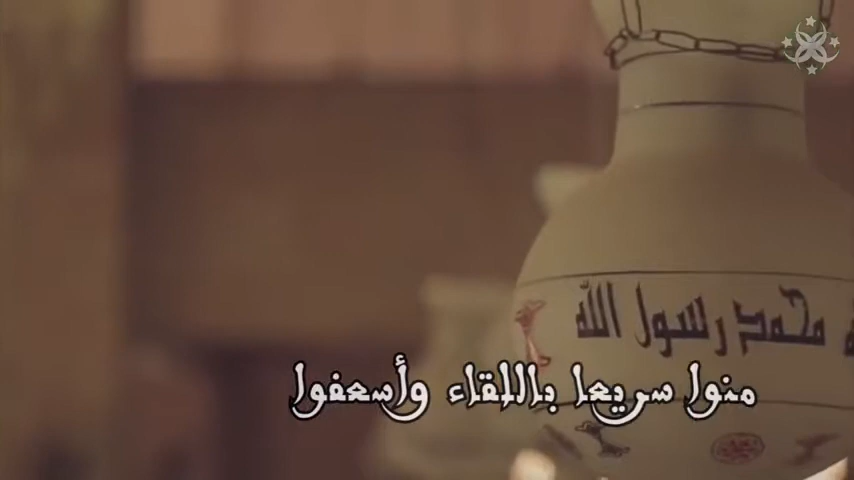 محمد رسول الله
منوا سريعا باللقاء وأسعفوا